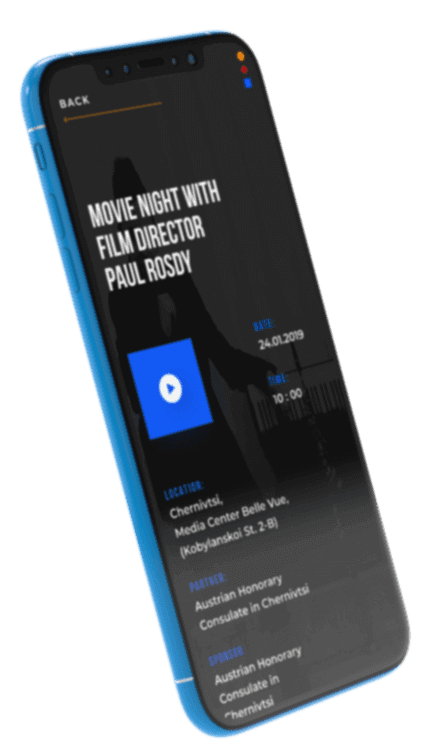 BACK
MOVIE NIGHT WITH
FILM DIRECTOR
PAUL ROSDY
DATE:
24.01.2019
TIME:
10 : 00
LOCATION:
Chernivtsi,
Media Center Belle Vue,
(Kobylanskoi St. 2-B)
PARTNER:
Austrian Honorary
Consulate in Chernivtsi
SPONSOR:
Austrian Honorary
Consulate in
Chernivtsi